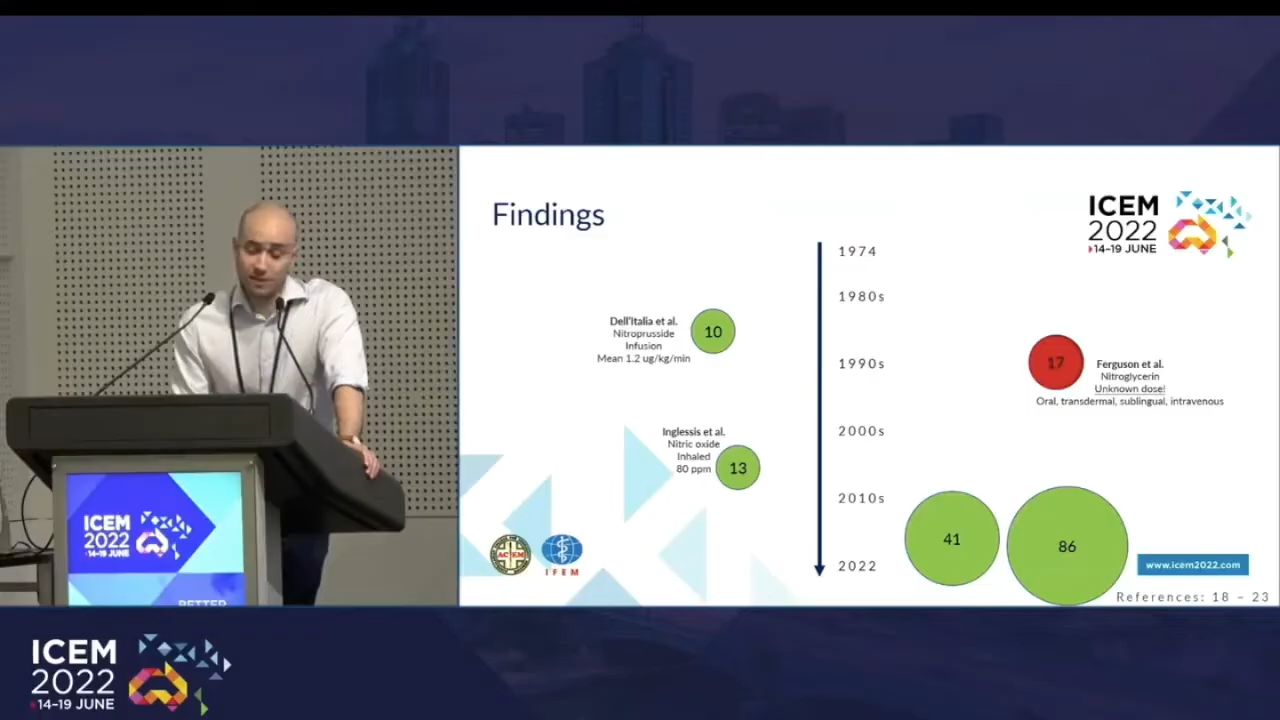 Findings
ICEM
2022
14-19 JUNE
1974
1980s
1990s
2000s
2010s
2022
Dell'Italia et al.
Nitroprusside
Infusion
Mean 1.2 ug/kg/min
10
17
Ferguson et al.
Nitroglycerin
Unknown dose!
Oral, transdermal, sublingual, intravenous
Inglessis et al.
Nitric oxide
Inhaled
80 ppm
13
41
86
ACEM
IFEM
www.icem2022.com
References: 18 – 23
ICEM
2022
14-19 JUNE
BETTER
ICEM
2022
14-19 JUNE